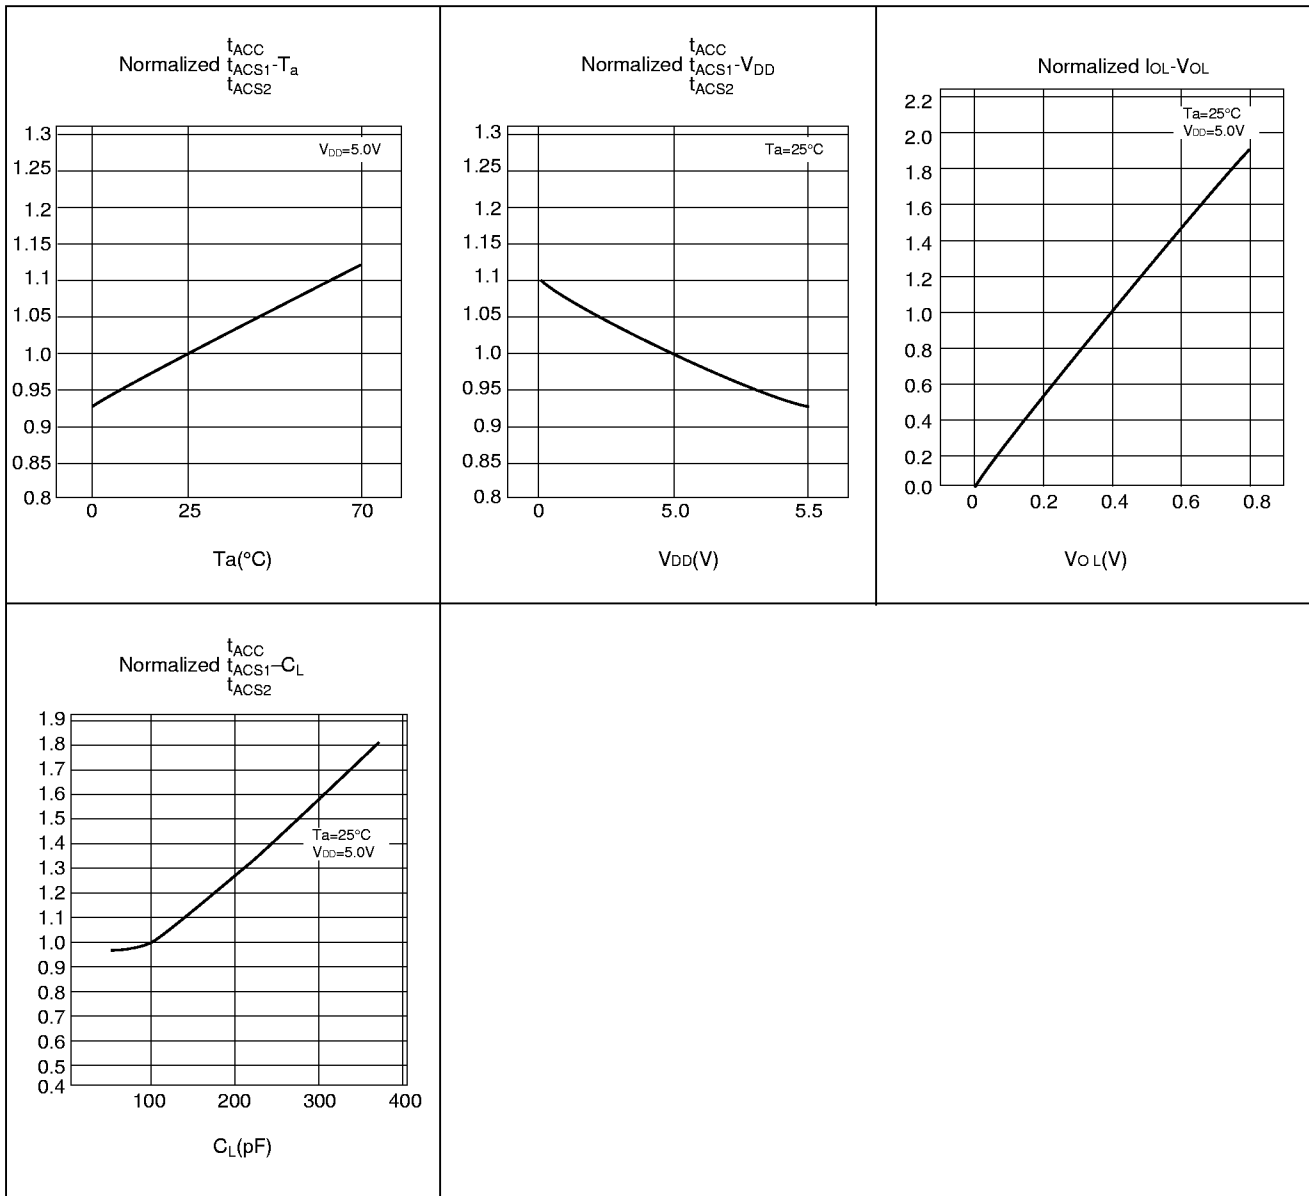 tACC
Normalized tACS1-Ta
tACS2
1.3
1.25
1.2
1.15
1.1
1.05
1.0
0.95
0.9
0.85
0.8
VDD=5.0V
0 25 70
Ta(°C)
tACC
Normalized tACS1-VDD
tACS2
1.3
1.25
1.2
1.15
1.1
1.05
1.0
0.95
0.9
0.85
0.8
Ta=25°C
0 5.0 5.5
VDD(V)
Normalized IOL-VOL
2.2
2.0
1.8
1.6
1.4
1.2
1.0
0.8
0.6
0.4
0.2
0.0
Ta=25°C
VDD=5.0V
0 0.2 0.4 0.6 0.8
VOL(V)
tACC
Normalized tACS1–CL
tACS2
1.9
1.8
1.7
1.6
1.5
1.4
1.3
1.2
1.1
1.0
0.9
0.8
0.7
0.6
0.5
0.4
Ta=25°C
VDD=5.0V
100 200 300 400
CL(pF)